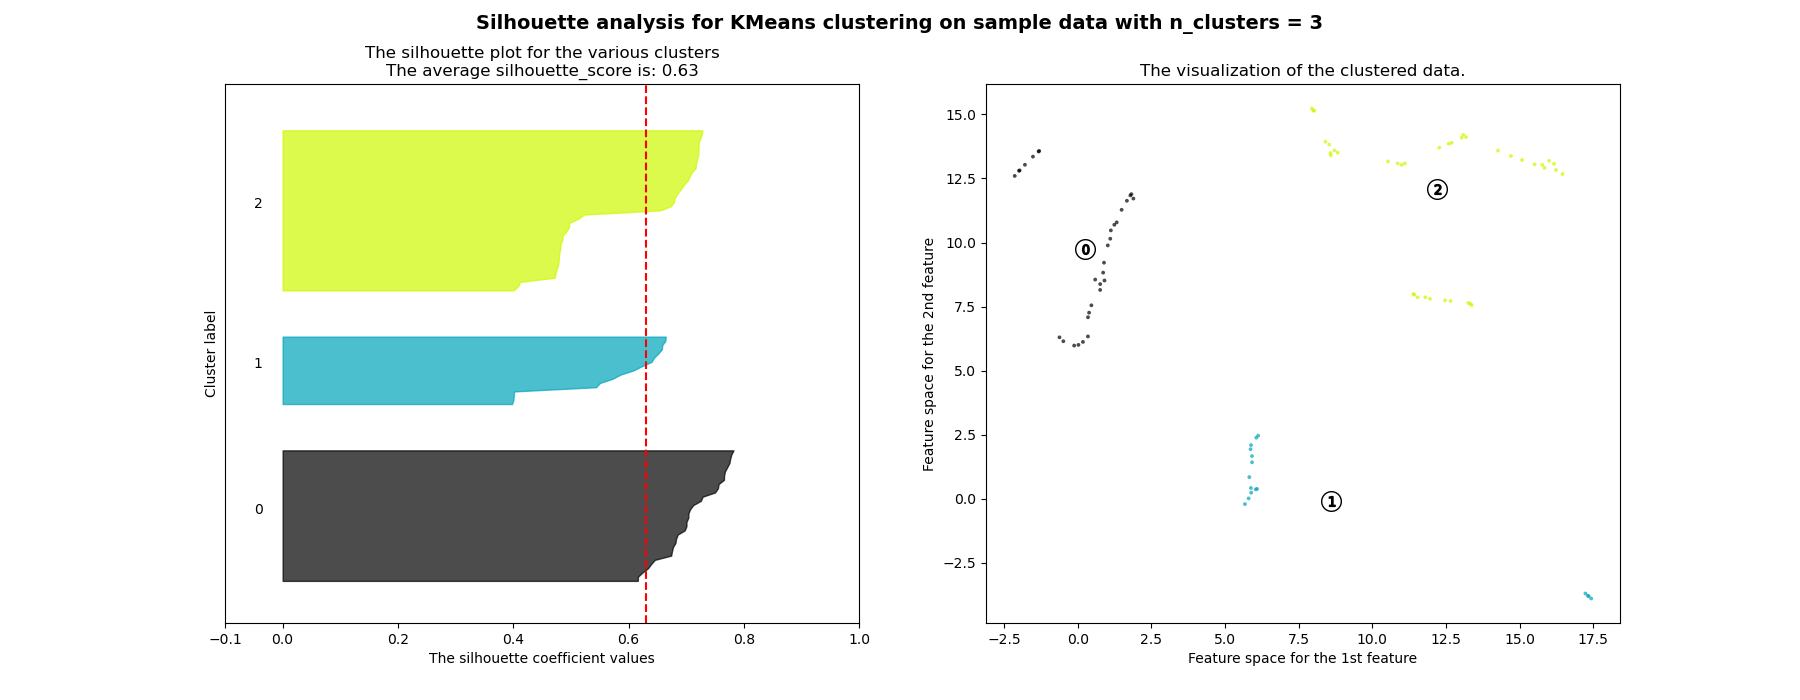 Silhouette analysis for KMeans clustering on sample data with n_clusters = 3
The silhouette plot for the various clusters
The average silhouette_score is: 0.63
Cluster label
2
1
0
−0.1 0.0 0.2 0.4 0.6 0.8 1.0
The silhouette coefficient values
The visualization of the clustered data.
Feature space for the 2nd feature
15.0
12.5
10.0
7.5
5.0
2.5
0.0
−2.5
2
0
1
−2.5 0.0 2.5 5.0 7.5 10.0 12.5 15.0 17.5
Feature space for the 1st feature